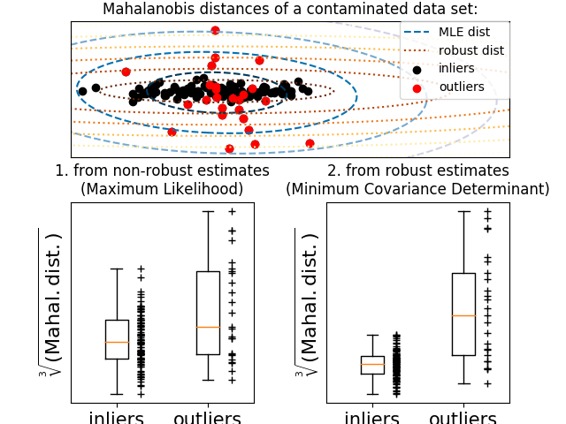 Mahalanobis distances of a contaminated data set:
MLE dist
robust dist
inliers
outliers
1. from non-robust estimates
(Maximum Likelihood)
2. from robust estimates
(Minimum Covariance Determinant)
∛(Mahal. dist. )
inliers outliers
∛(Mahal. dist. )
inliers outliers